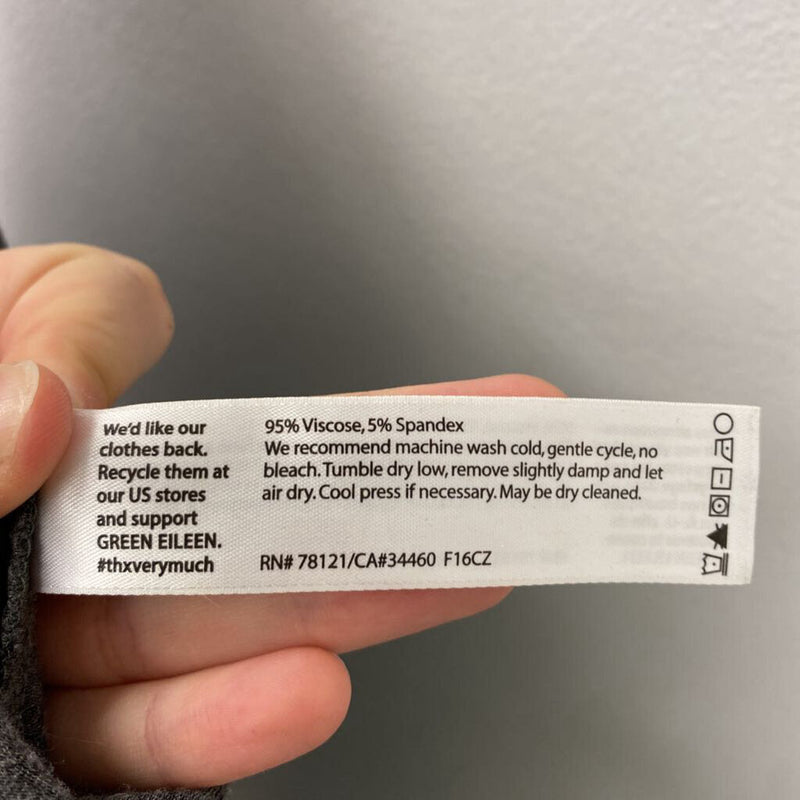 We'd like our
clothes back.
Recycle them at
our US stores
and support
GREEN EILEEN.
#thxverymuch
95% Viscose, 5% Spandex
We recommend machine wash cold, gentle cycle, no
bleach. Tumble dry low, remove slightly damp and let
air dry. Cool press if necessary. May be dry cleaned.
RN# 78121/CA#34460 F16CZ